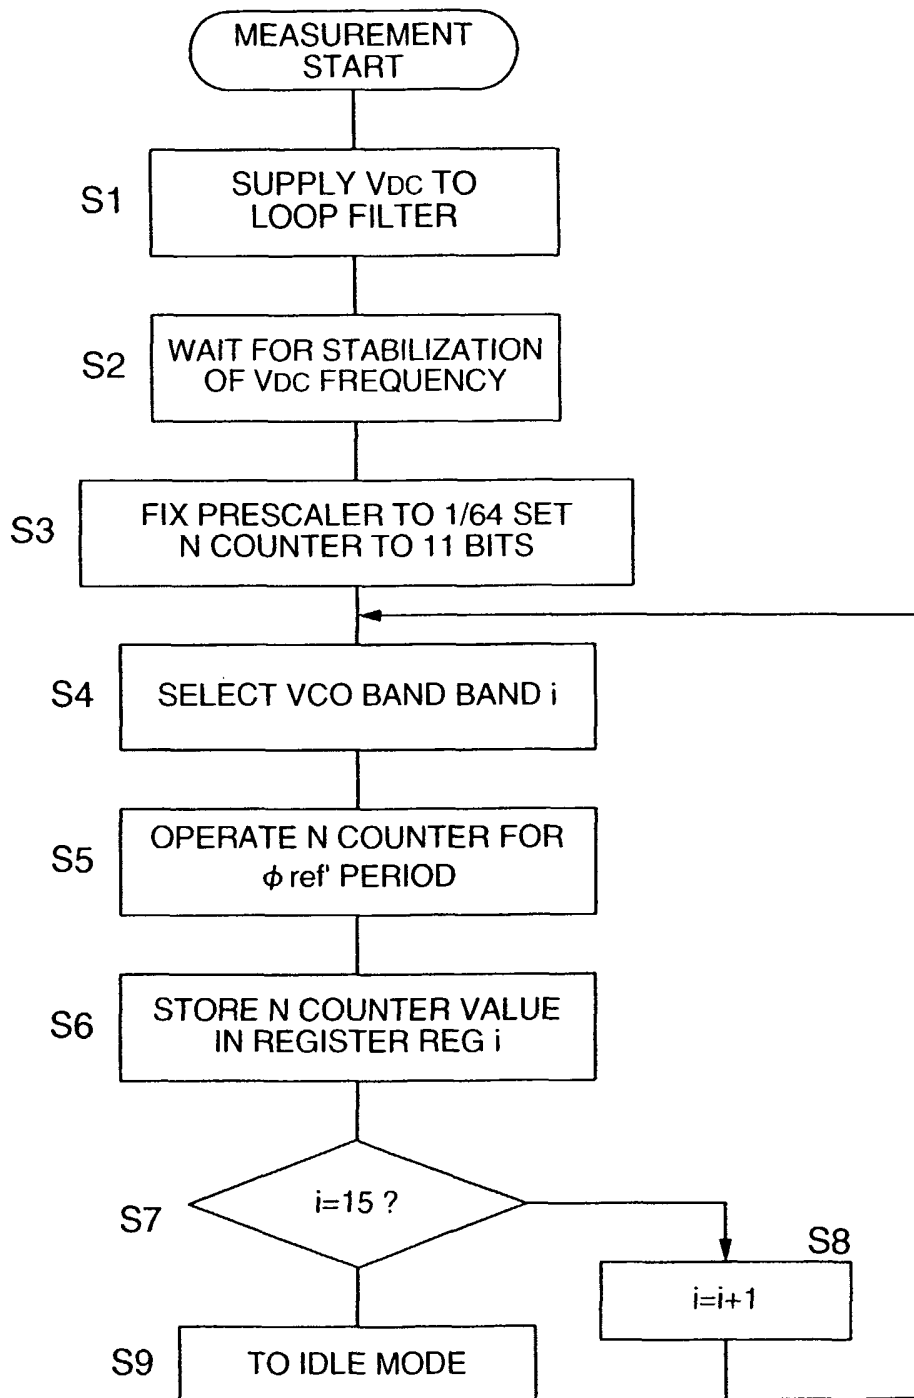 MEASUREMENT
START
S1
SUPPLY VDC TO
LOOP FILTER
S2
WAIT FOR STABILIZATION
OF VDC FREQUENCY
S3
FIX PRESCALER TO 1/64 SET
N COUNTER TO 11 BITS
S4
SELECT VCO BAND BAND i
S5
OPERATE N COUNTER FOR
ϕ ref' PERIOD
S6
STORE N COUNTER VALUE
IN REGISTER REG i
S7
i=15 ?
S8
i=i+1
S9
TO IDLE MODE